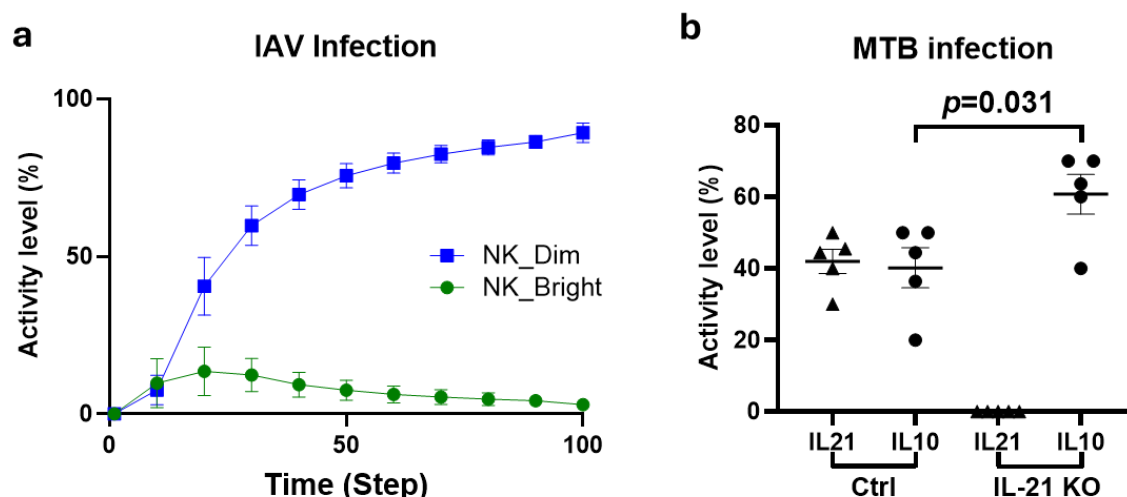 a
IAV Infection
Activity level (%)
100
50
0
NK_Dim
NK_Bright
0 50 100
Time (Step)
b
MTB infection
p=0.031
Activity level (%)
80
60
40
20
0
IL21 IL10 IL21 IL10
Ctrl IL-21 KO